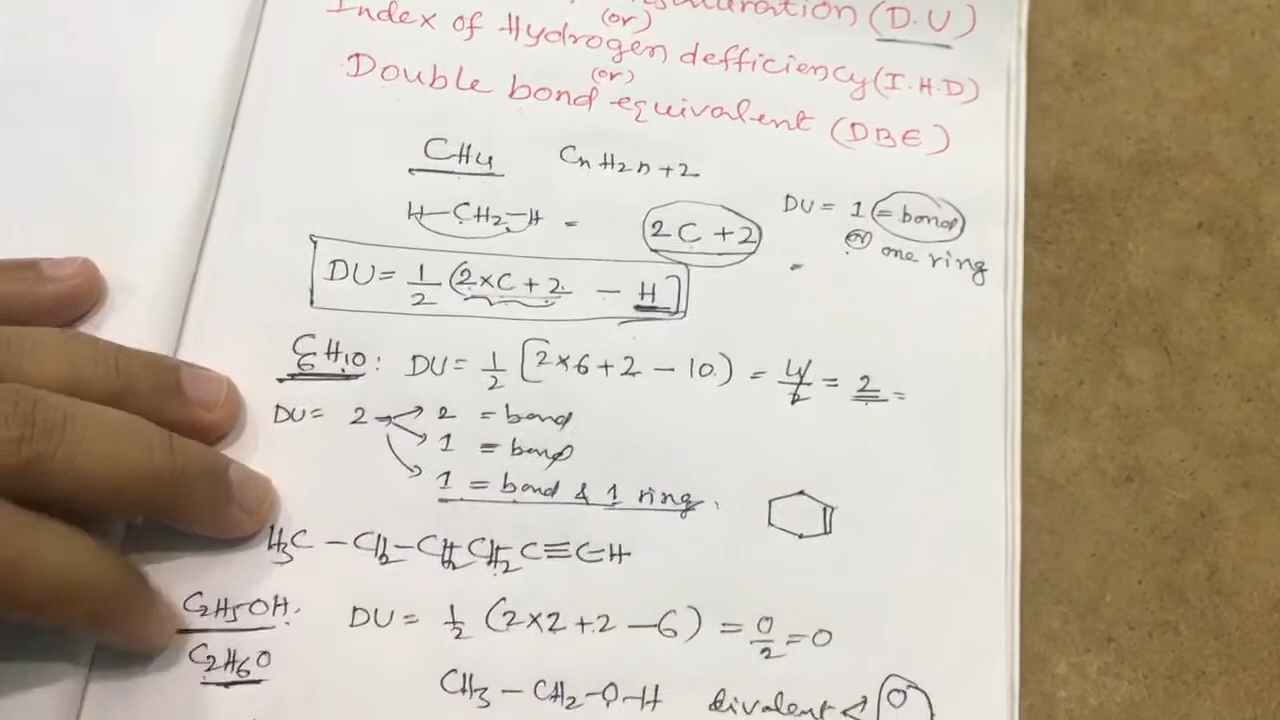 (D.U)
(or)
Index of Hydrogen defficiency (I.H.D)
(or)
Double bond equivalent (DBE)
CH4 CnH2n+2
DU = 1 (= bond)
H-CH2-H = 2C+2
(or) one ring
DU = 1/2 (2×C+2 - H]
C6H10: DU = 1/2 [2×6+2-10) = 4/2 = 2 =
DU = 2 → 2 = bond
→ 1 ≡ bond
→ 1 = bond & 1 ring.
H3C-CH2-CH2CH2C≡CH
C2H5OH. DU = 1/2 (2×2+2-6) = 0/2 = 0
C2H6O
CH3-CH2-O-H divalent < O